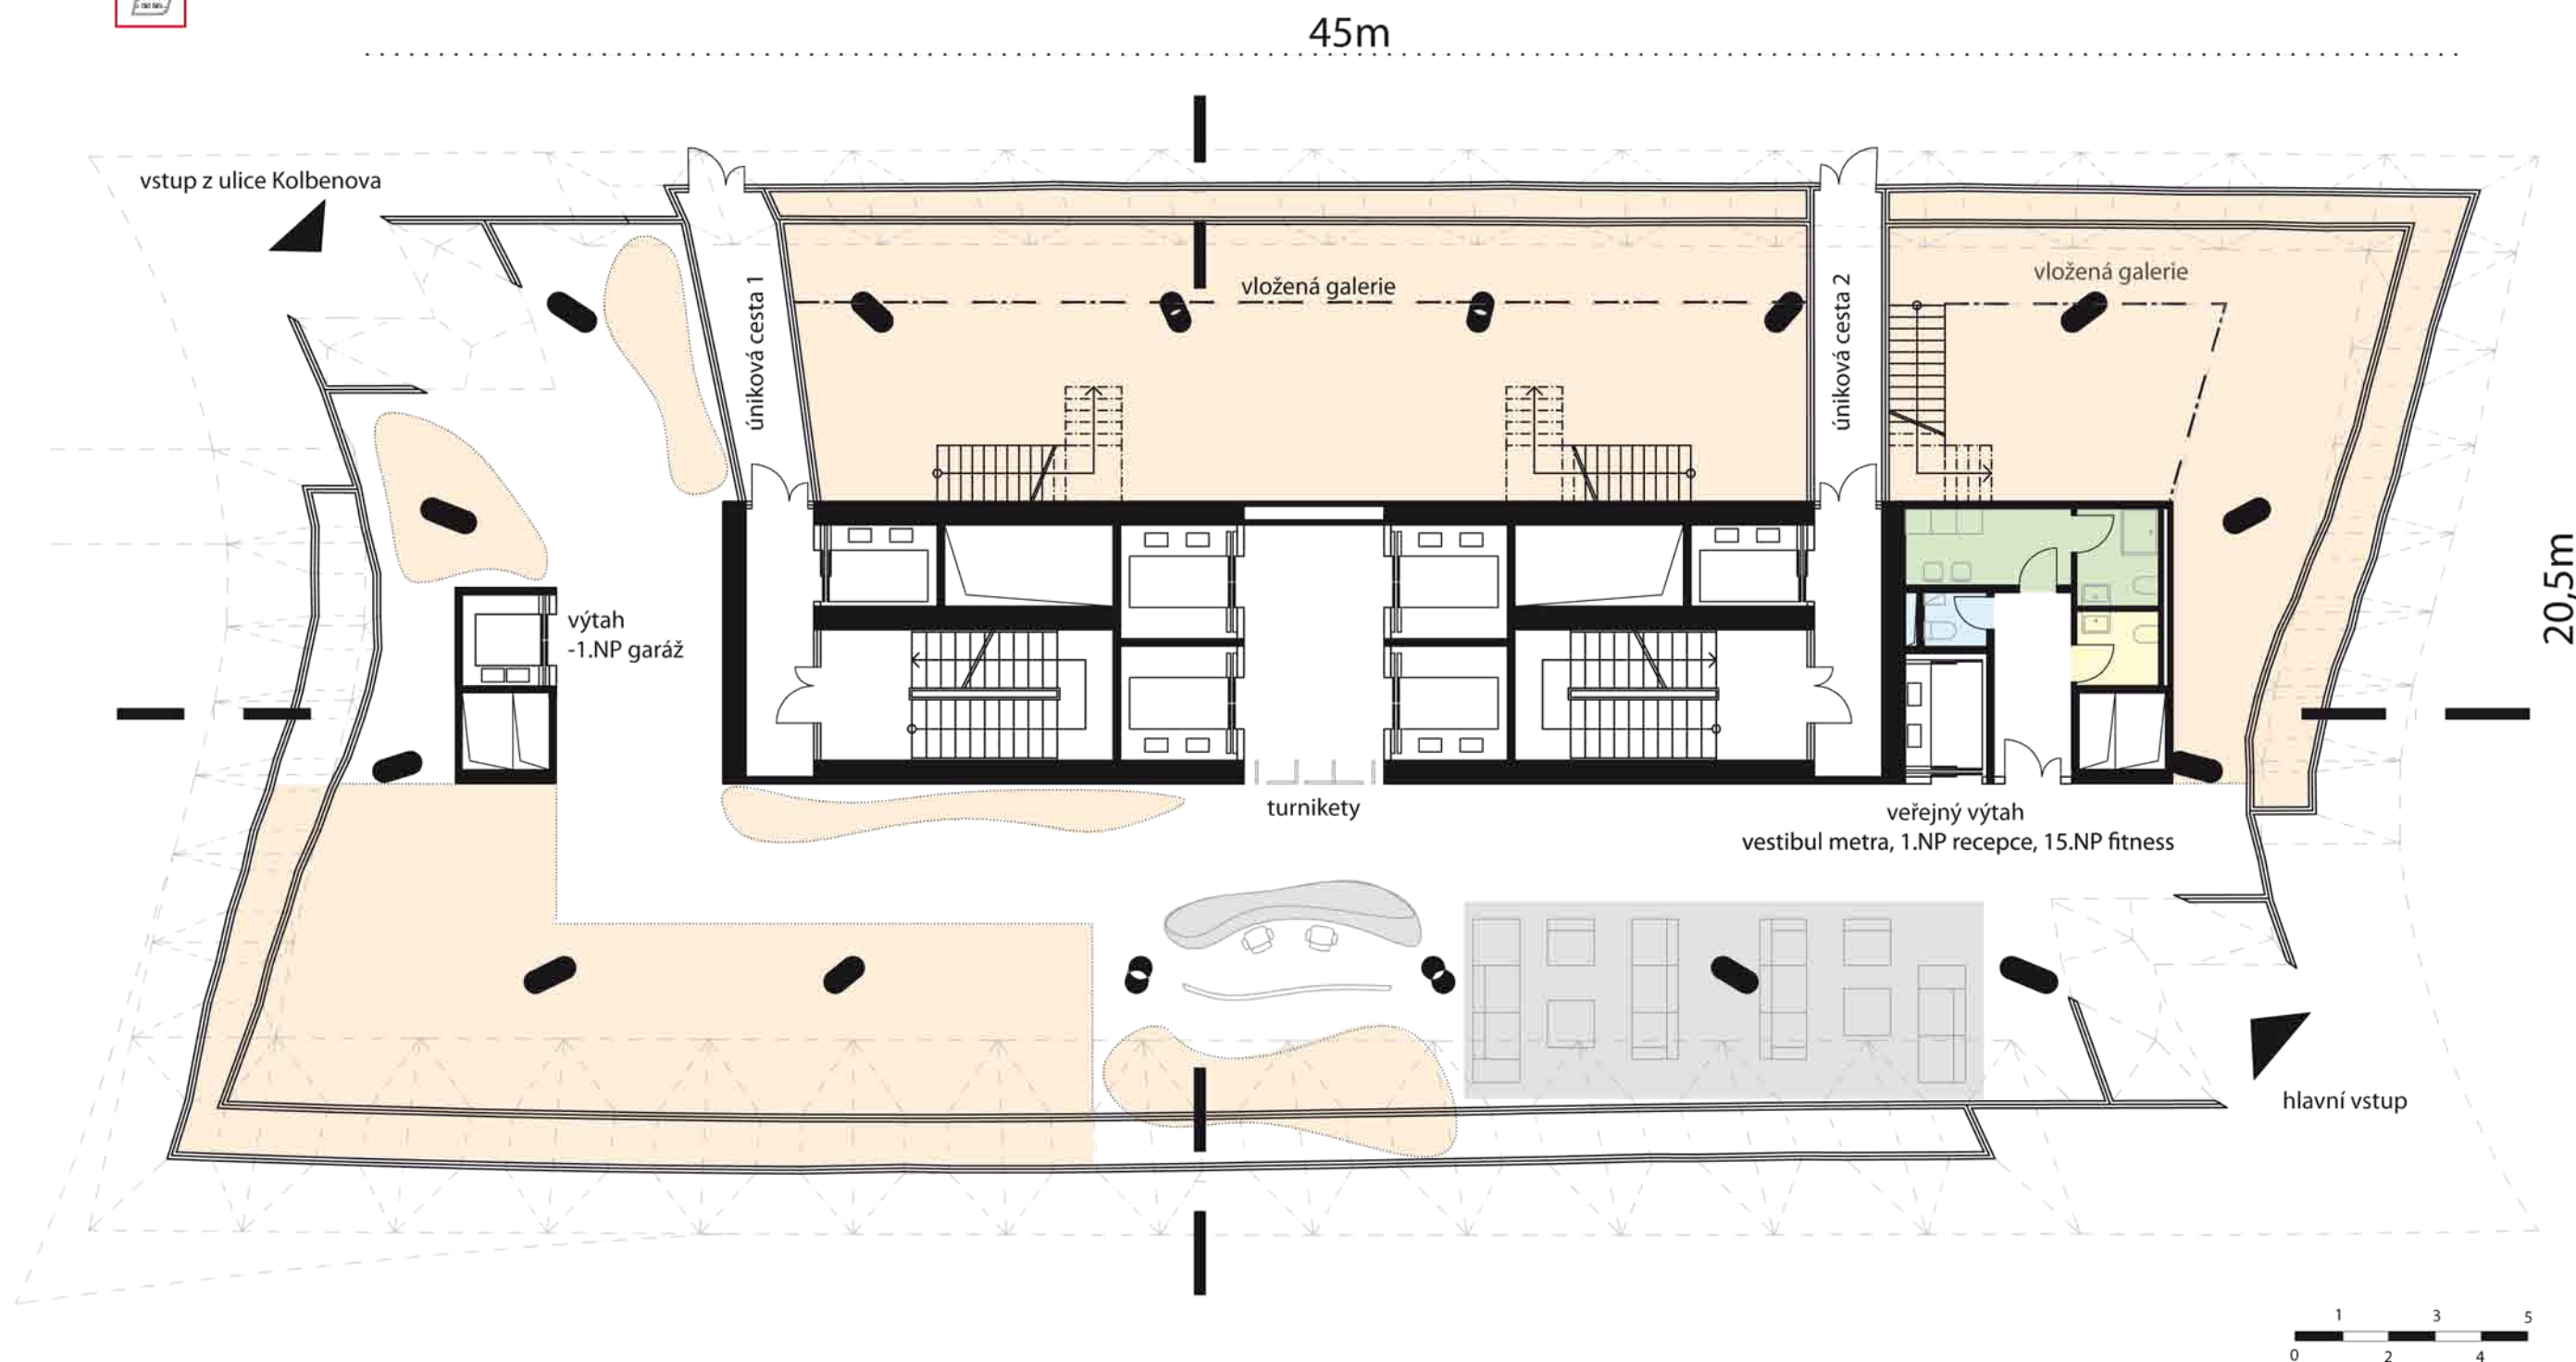 45m
vstup z ulice Kolbenova
vložená galerie
vložená galerie
úniková cesta 1
úniková cesta 2
20,5m
výtah
-1.NP garáž
turnikety
veřejný výtah
vestibul metra, 1.NP recepce, 15.NP fitness
hlavní vstup
1 3 5
0 2 4